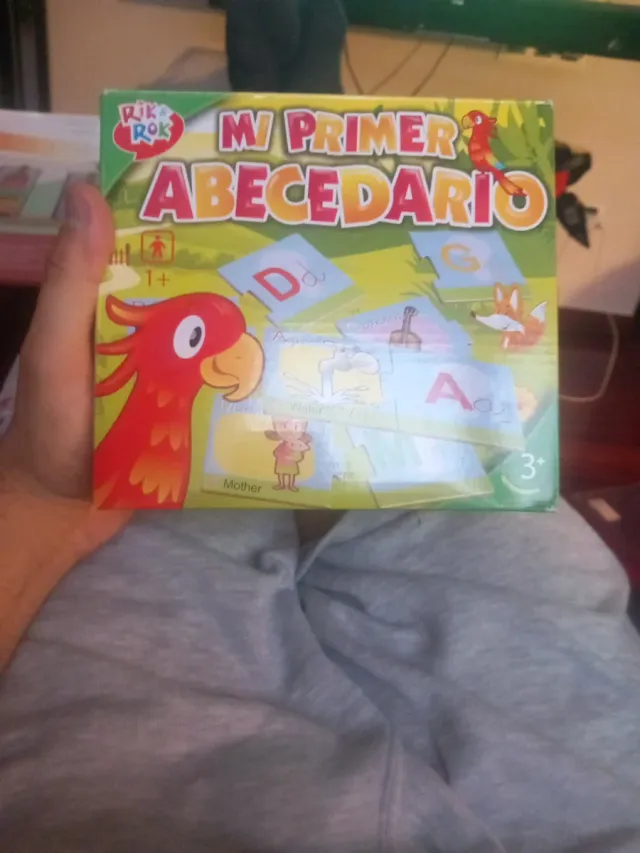 RIK & ROK
MI PRIMER
ABECEDARIO
1+
D d
G
A a
Mother
3+